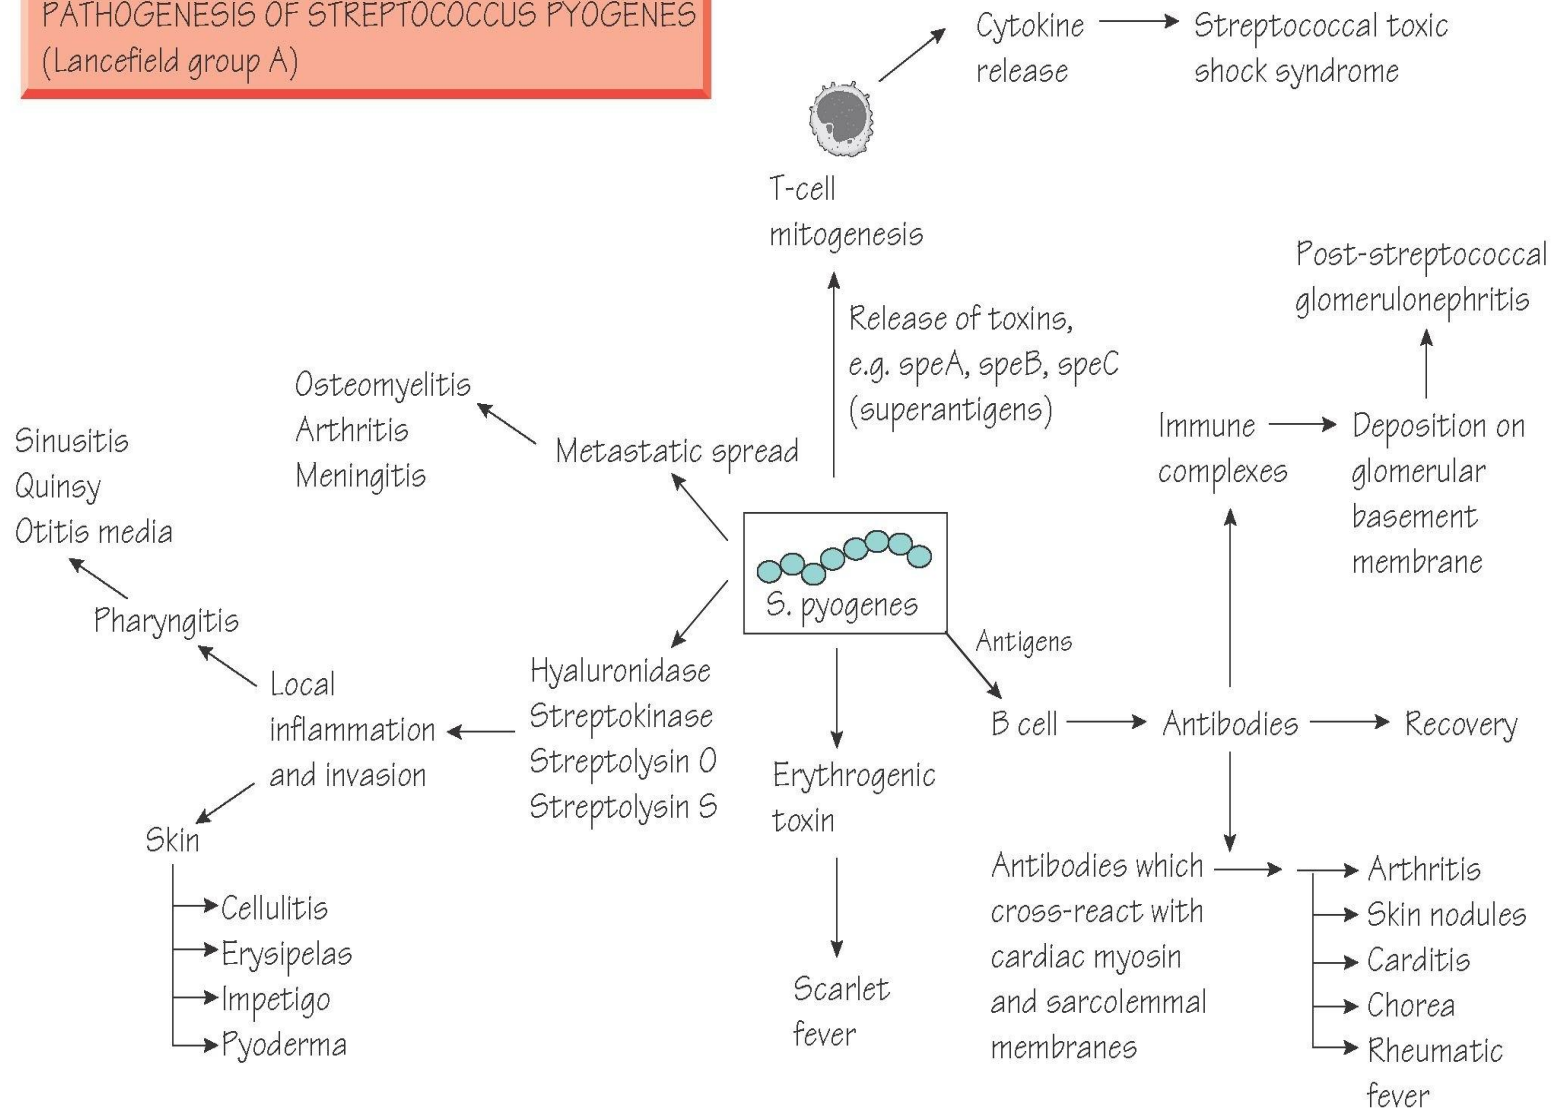 PATHOGENESIS OF STREPTOCOCCUS PYOGENES
(Lancefield group A)
Cytokine
release
Streptococcal toxic
shock syndrome
T-cell
mitogenesis
Release of toxins,
e.g. speA, speB, speC
(superantigens)
Post-streptococcal
glomerulonephritis
Immune
complexes
Deposition on
glomerular
basement
membrane
Osteomyelitis
Arthritis
Meningitis
Metastatic spread
Sinusitis
Quinsy
Otitis media
Pharyngitis
Local
inflammation
and invasion
Hyaluronidase
Streptokinase
Streptolysin O
Streptolysin S
S. pyogenes
Antigens
B cell
Antibodies
Recovery
Skin
Cellulitis
Erysipelas
Impetigo
Pyoderma
Erythrogenic
toxin
Scarlet
fever
Antibodies which
cross-react with
cardiac myosin
and sarcolemmal
membranes
Arthritis
Skin nodules
Carditis
Chorea
Rheumatic
fever